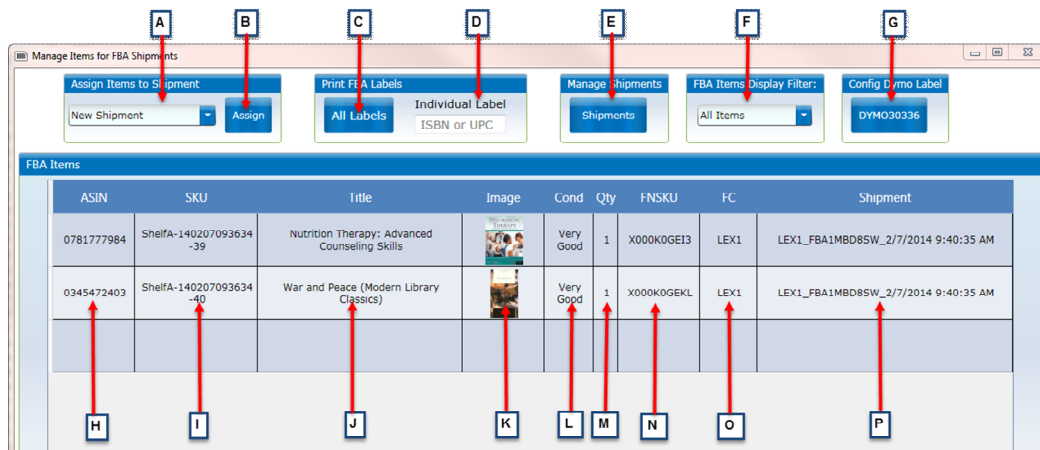 A B C D E F G
Manage Items for FBA Shipments
Assign Items to Shipment Print FBA Labels Manage Shipments FBA Items Display Filter: Config Dymo Label
New Shipment Assign All Labels Individual Label Shipments All Items DYMO30336
ISBN or UPC
FBA Items
ASIN SKU Title Image Cond Qty FNSKU FC Shipment
0781777984 ShelfA-140207093634 Nutrition Therapy: Advanced NUTRITION THERAPY Very 1 X000K0GEI3 LEX1 LEX1_FBA1MBD8SW_2/7/2014 9:40:35 AM
-39 Counseling Skills Good
0345472403 ShelfA-140207093634 War and Peace (Modern Library Very 1 X000K0GEKL LEX1 LEX1_FBA1MBD8SW_2/7/2014 9:40:35 AM
-40 Classics) Good
H I J K L M N O P